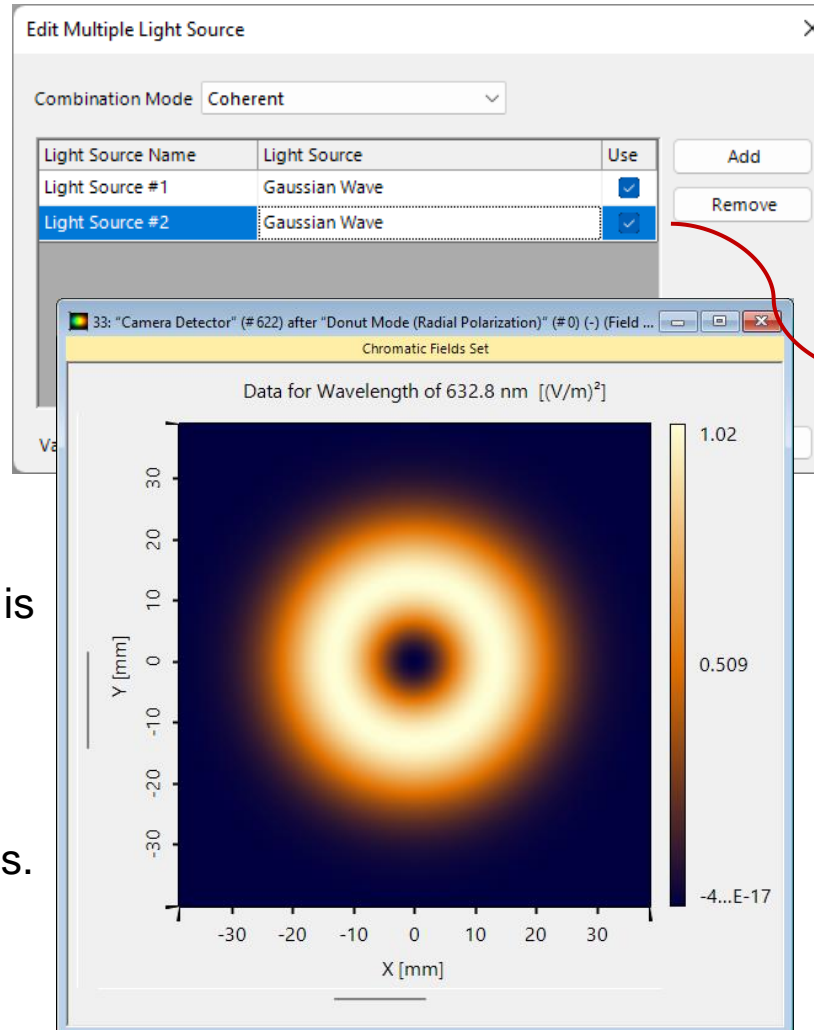 Edit Multiple Light Source
Combination Mode Coherent
Light Source Name Light Source Use
Light Source #1 Gaussian Wave
Light Source #2 Gaussian Wave
Add
Remove
33: "Camera Detector" (#622) after "Donut Mode (Radial Polarization)" (#0) (-) (Field ...
Chromatic Fields Set
Data for Wavelength of 632.8 nm [(V/m)²]
1.02
0.509
-4...E-17
Y [mm]
30
20
10
0
-10
-20
-30
-30 -20 -10 0 10 20 30
X [mm]
Va
is
s.